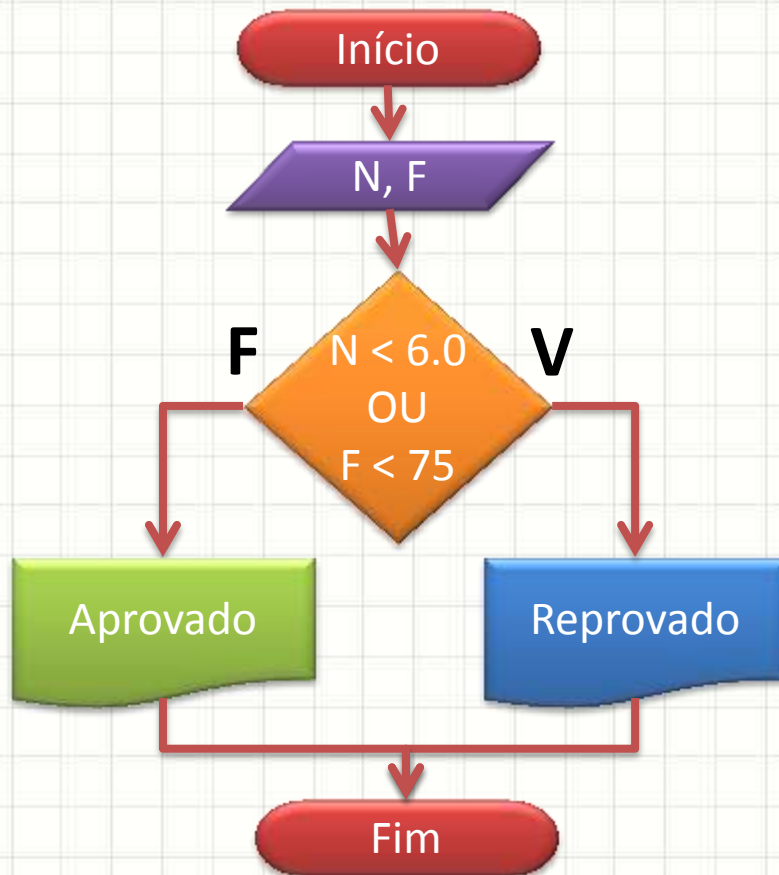 Início
N, F
F
N < 6.0
OU
F < 75
V
Aprovado
Reprovado
Fim